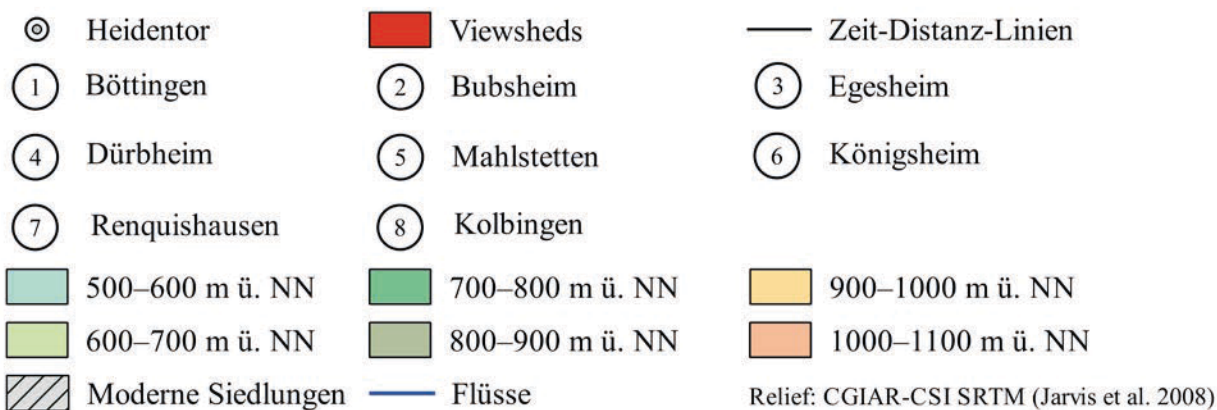 Heidentor Viewsheds Zeit-Distanz-Linien
1 Böttingen 2 Bubsheim 3 Egesheim
4 Dürbheim 5 Mahlstetten 6 Königsheim
7 Renquishausen 8 Kolbingen
500–600 m ü. NN 700–800 m ü. NN 900–1000 m ü. NN
600–700 m ü. NN 800–900 m ü. NN 1000–1100 m ü. NN
Moderne Siedlungen Flüsse Relief: CGIAR-CSI SRTM (Jarvis et al. 2008)